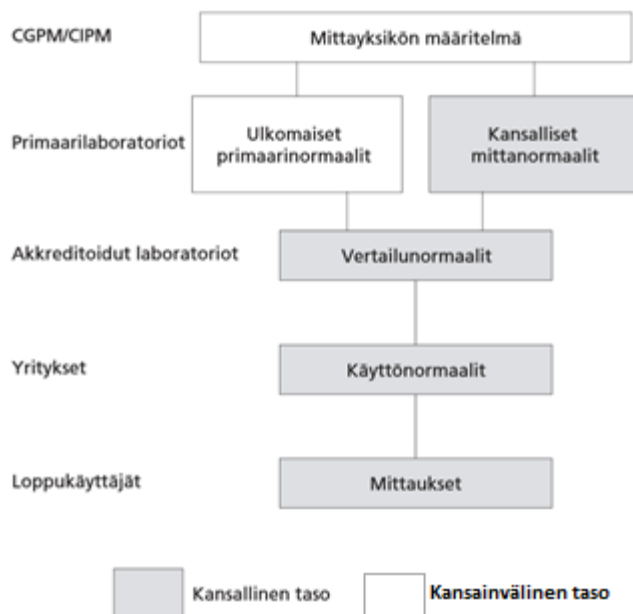 CGPM/CIPM
Mittayksikön määritelmä
Primaarilaboratoriot
Ulkomaiset
primaarinormaalit
Kansalliset
mittanormaalit
Akkreditoidut laboratoriot
Vertailunormaalit
Yritykset
Käyttönormaalit
Loppukäyttäjät
Mittaukset
Kansallinen taso
Kansainvälinen taso